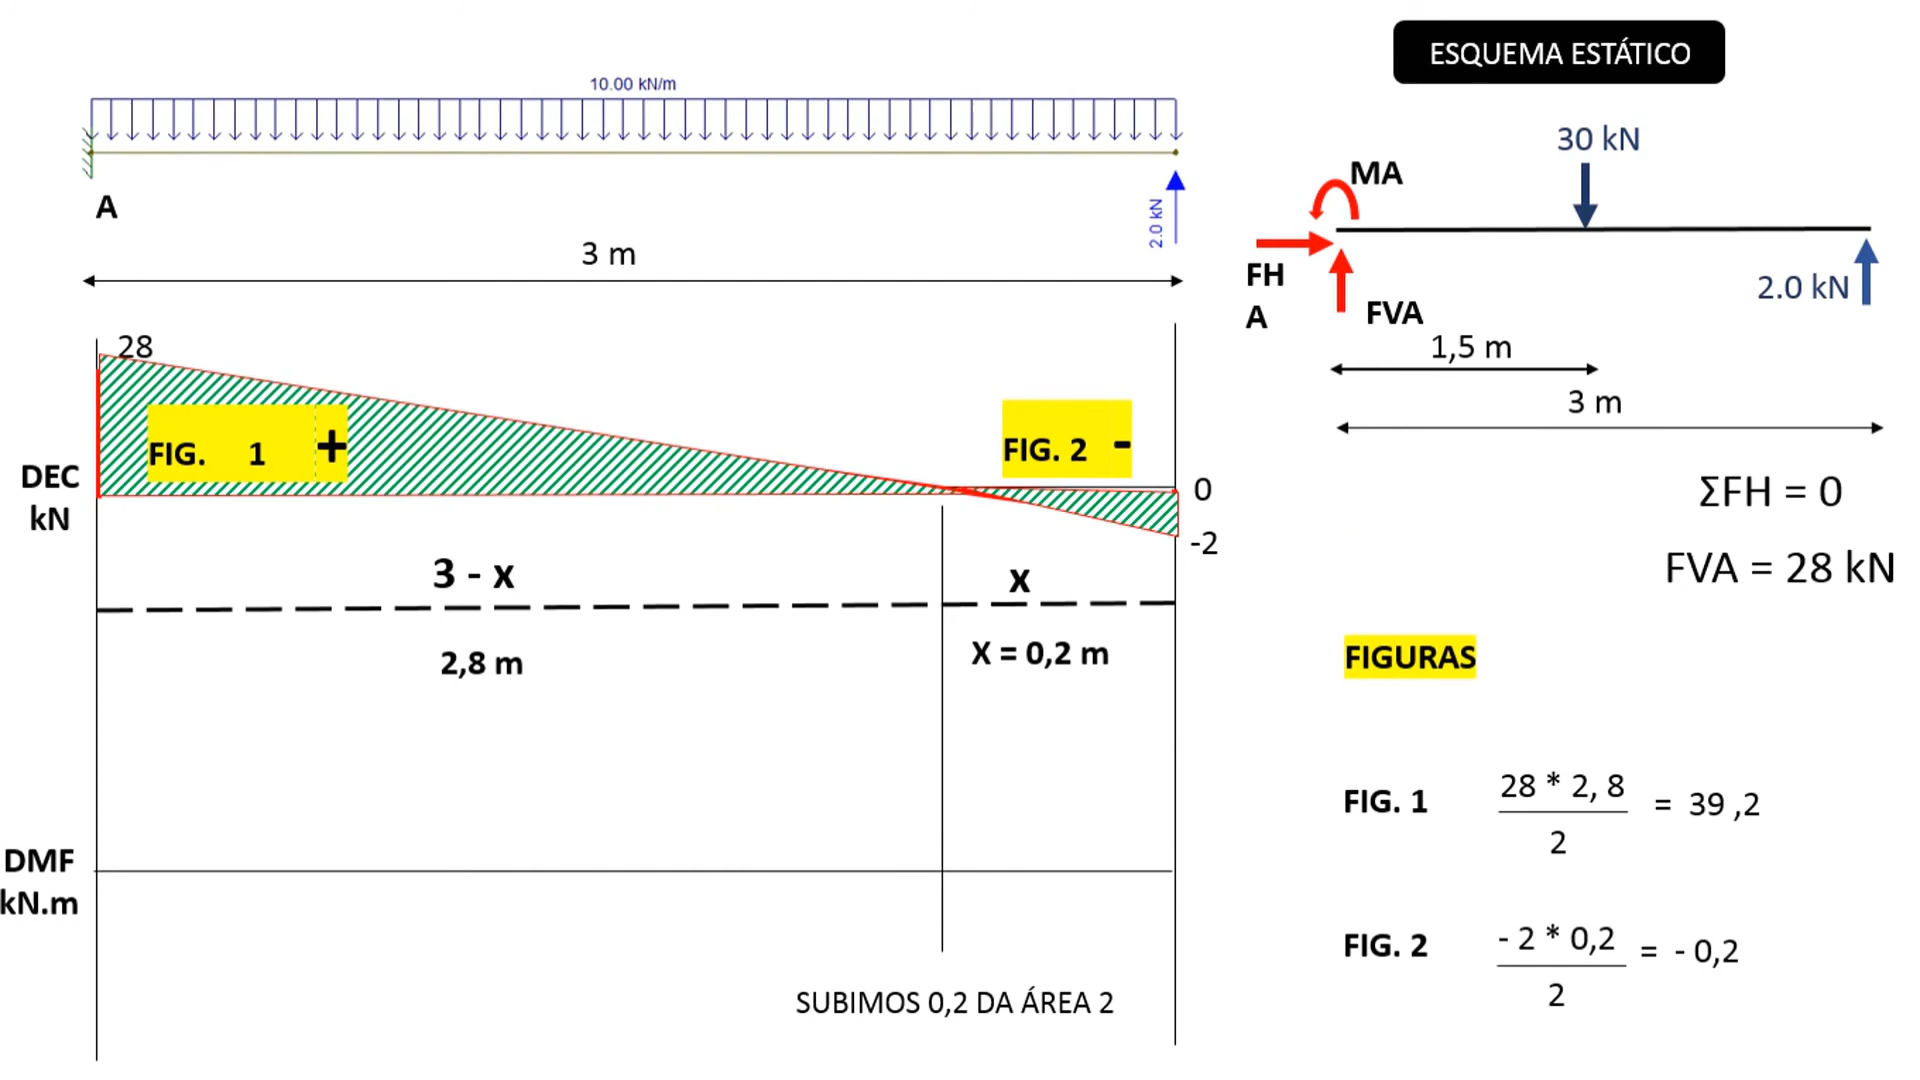 ESQUEMA ESTÁTICO
10.00 kN/m
A
2.0 kN
3 m
30 kN
MA
FH
A
FVA
2.0 kN
1,5 m
3 m
28
FIG. 1 +
FIG. 2 -
DEC
kN
0
-2
ΣFH = 0
FVA = 28 kN
3 - x
x
2,8 m
X = 0,2 m
FIGURAS
FIG. 1
28 * 2, 8
2
= 39 ,2
DMF
kN.m
FIG. 2
- 2 * 0,2
2
= - 0,2
SUBIMOS 0,2 DA ÁREA 2